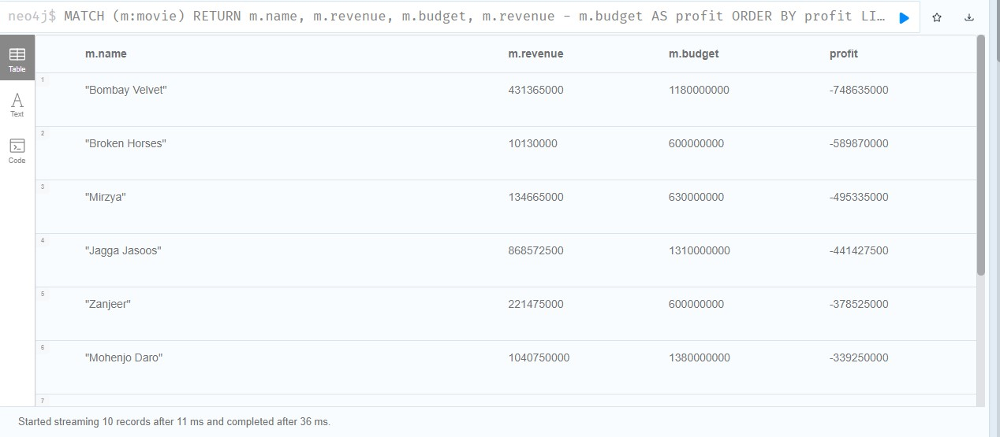 neo4j$ MATCH (m:movie) RETURN m.name, m.revenue, m.budget, m.revenue - m.budget AS profit ORDER BY profit LI…
Table
Text
Code
m.name m.revenue m.budget profit
1 "Bombay Velvet" 431365000 1180000000 -748635000
2 "Broken Horses" 10130000 600000000 -589870000
3 "Mirzya" 134665000 630000000 -495335000
4 "Jagga Jasoos" 868572500 1310000000 -441427500
5 "Zanjeer" 221475000 600000000 -378525000
6 "Mohenjo Daro" 1040750000 1380000000 -339250000
7
Started streaming 10 records after 11 ms and completed after 36 ms.